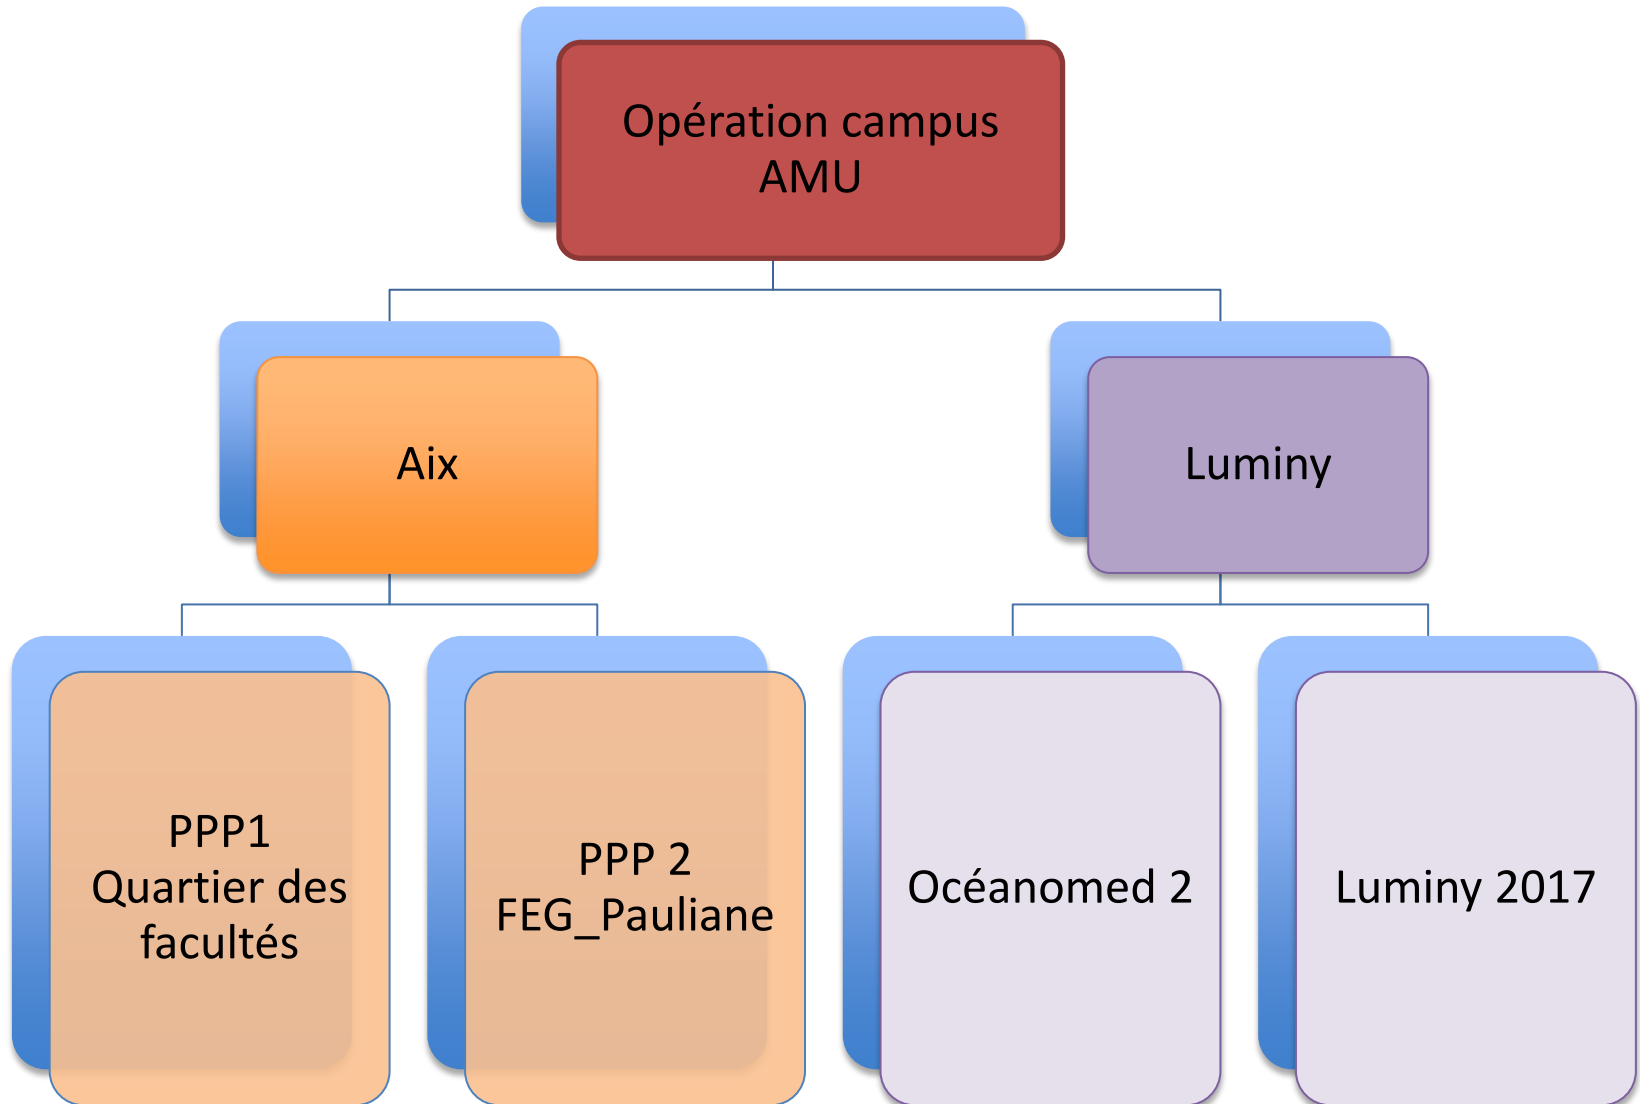 Opération campus
AMU
Aix
Luminy
PPP1
Quartier des
facultés
PPP 2
FEG_Pauliane
Océanomed 2
Luminy 2017